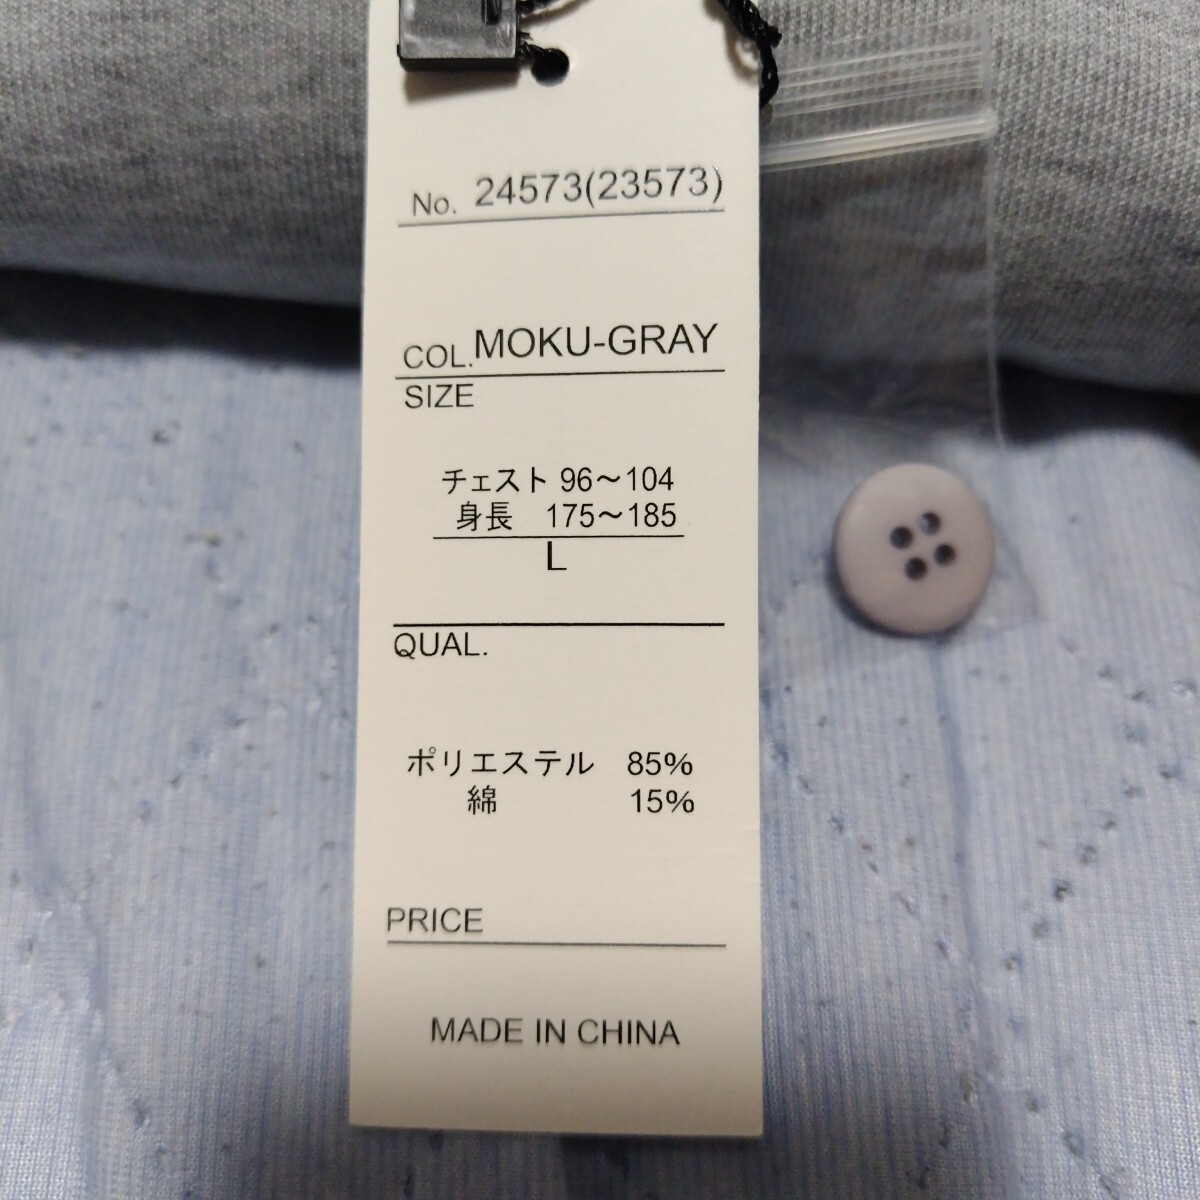 No. 24573(23573)
COL. MOKU-GRAY
SIZE
チェスト 96～104
身長 175～185
L
QUAL.
ポリエステル 85%
綿 15%
PRICE
MADE IN CHINA